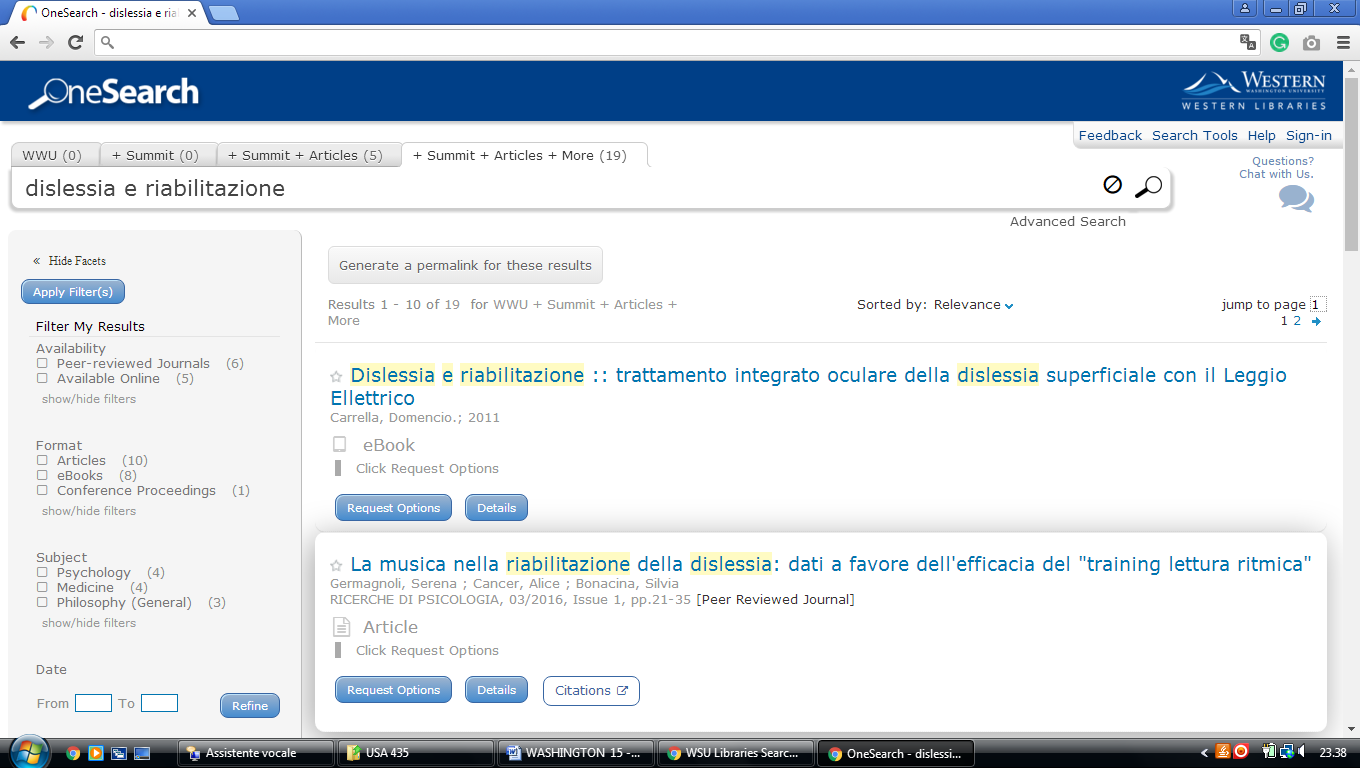 OneSearch - dislessia e riab
OneSearch
WESTERN
WASHINGTON UNIVERSITY
WESTERN LIBRARIES
Feedback Search Tools Help Sign-in
WWU (0) + Summit (0) + Summit + Articles (5) + Summit + Articles + More (19)
dislessia e riabilitazione
Questions?
Chat with Us.
Advanced Search
« Hide Facets
Apply Filter(s)
Filter My Results
Availability
Peer-reviewed Journals (6)
Available Online (5)
show/hide filters
Format
Articles (10)
eBooks (8)
Conference Proceedings (1)
show/hide filters
Subject
Psychology (4)
Medicine (4)
Philosophy (General) (3)
show/hide filters
Date
From To Refine
Generate a permalink for these results
Results 1 - 10 of 19 for WWU + Summit + Articles +
More
Sorted by: Relevance
jump to page 1
1 2
Dislessia e riabilitazione :: trattamento integrato oculare della dislessia superficiale con il Leggio
Ellettrico
Carrella, Domencio.; 2011
eBook
Click Request Options
Request Options Details
La musica nella riabilitazione della dislessia: dati a favore dell'efficacia del "training lettura ritmica"
Germagnoli, Serena ; Cancer, Alice ; Bonacina, Silvia
RICERCHE DI PSICOLOGIA, 03/2016, Issue 1, pp.21-35 [Peer Reviewed Journal]
Article
Click Request Options
Request Options Details Citations
Assistente vocale USA 435 WASHINGTON 15 -... WSU Libraries Searc... OneSearch - dislessi... 23.38